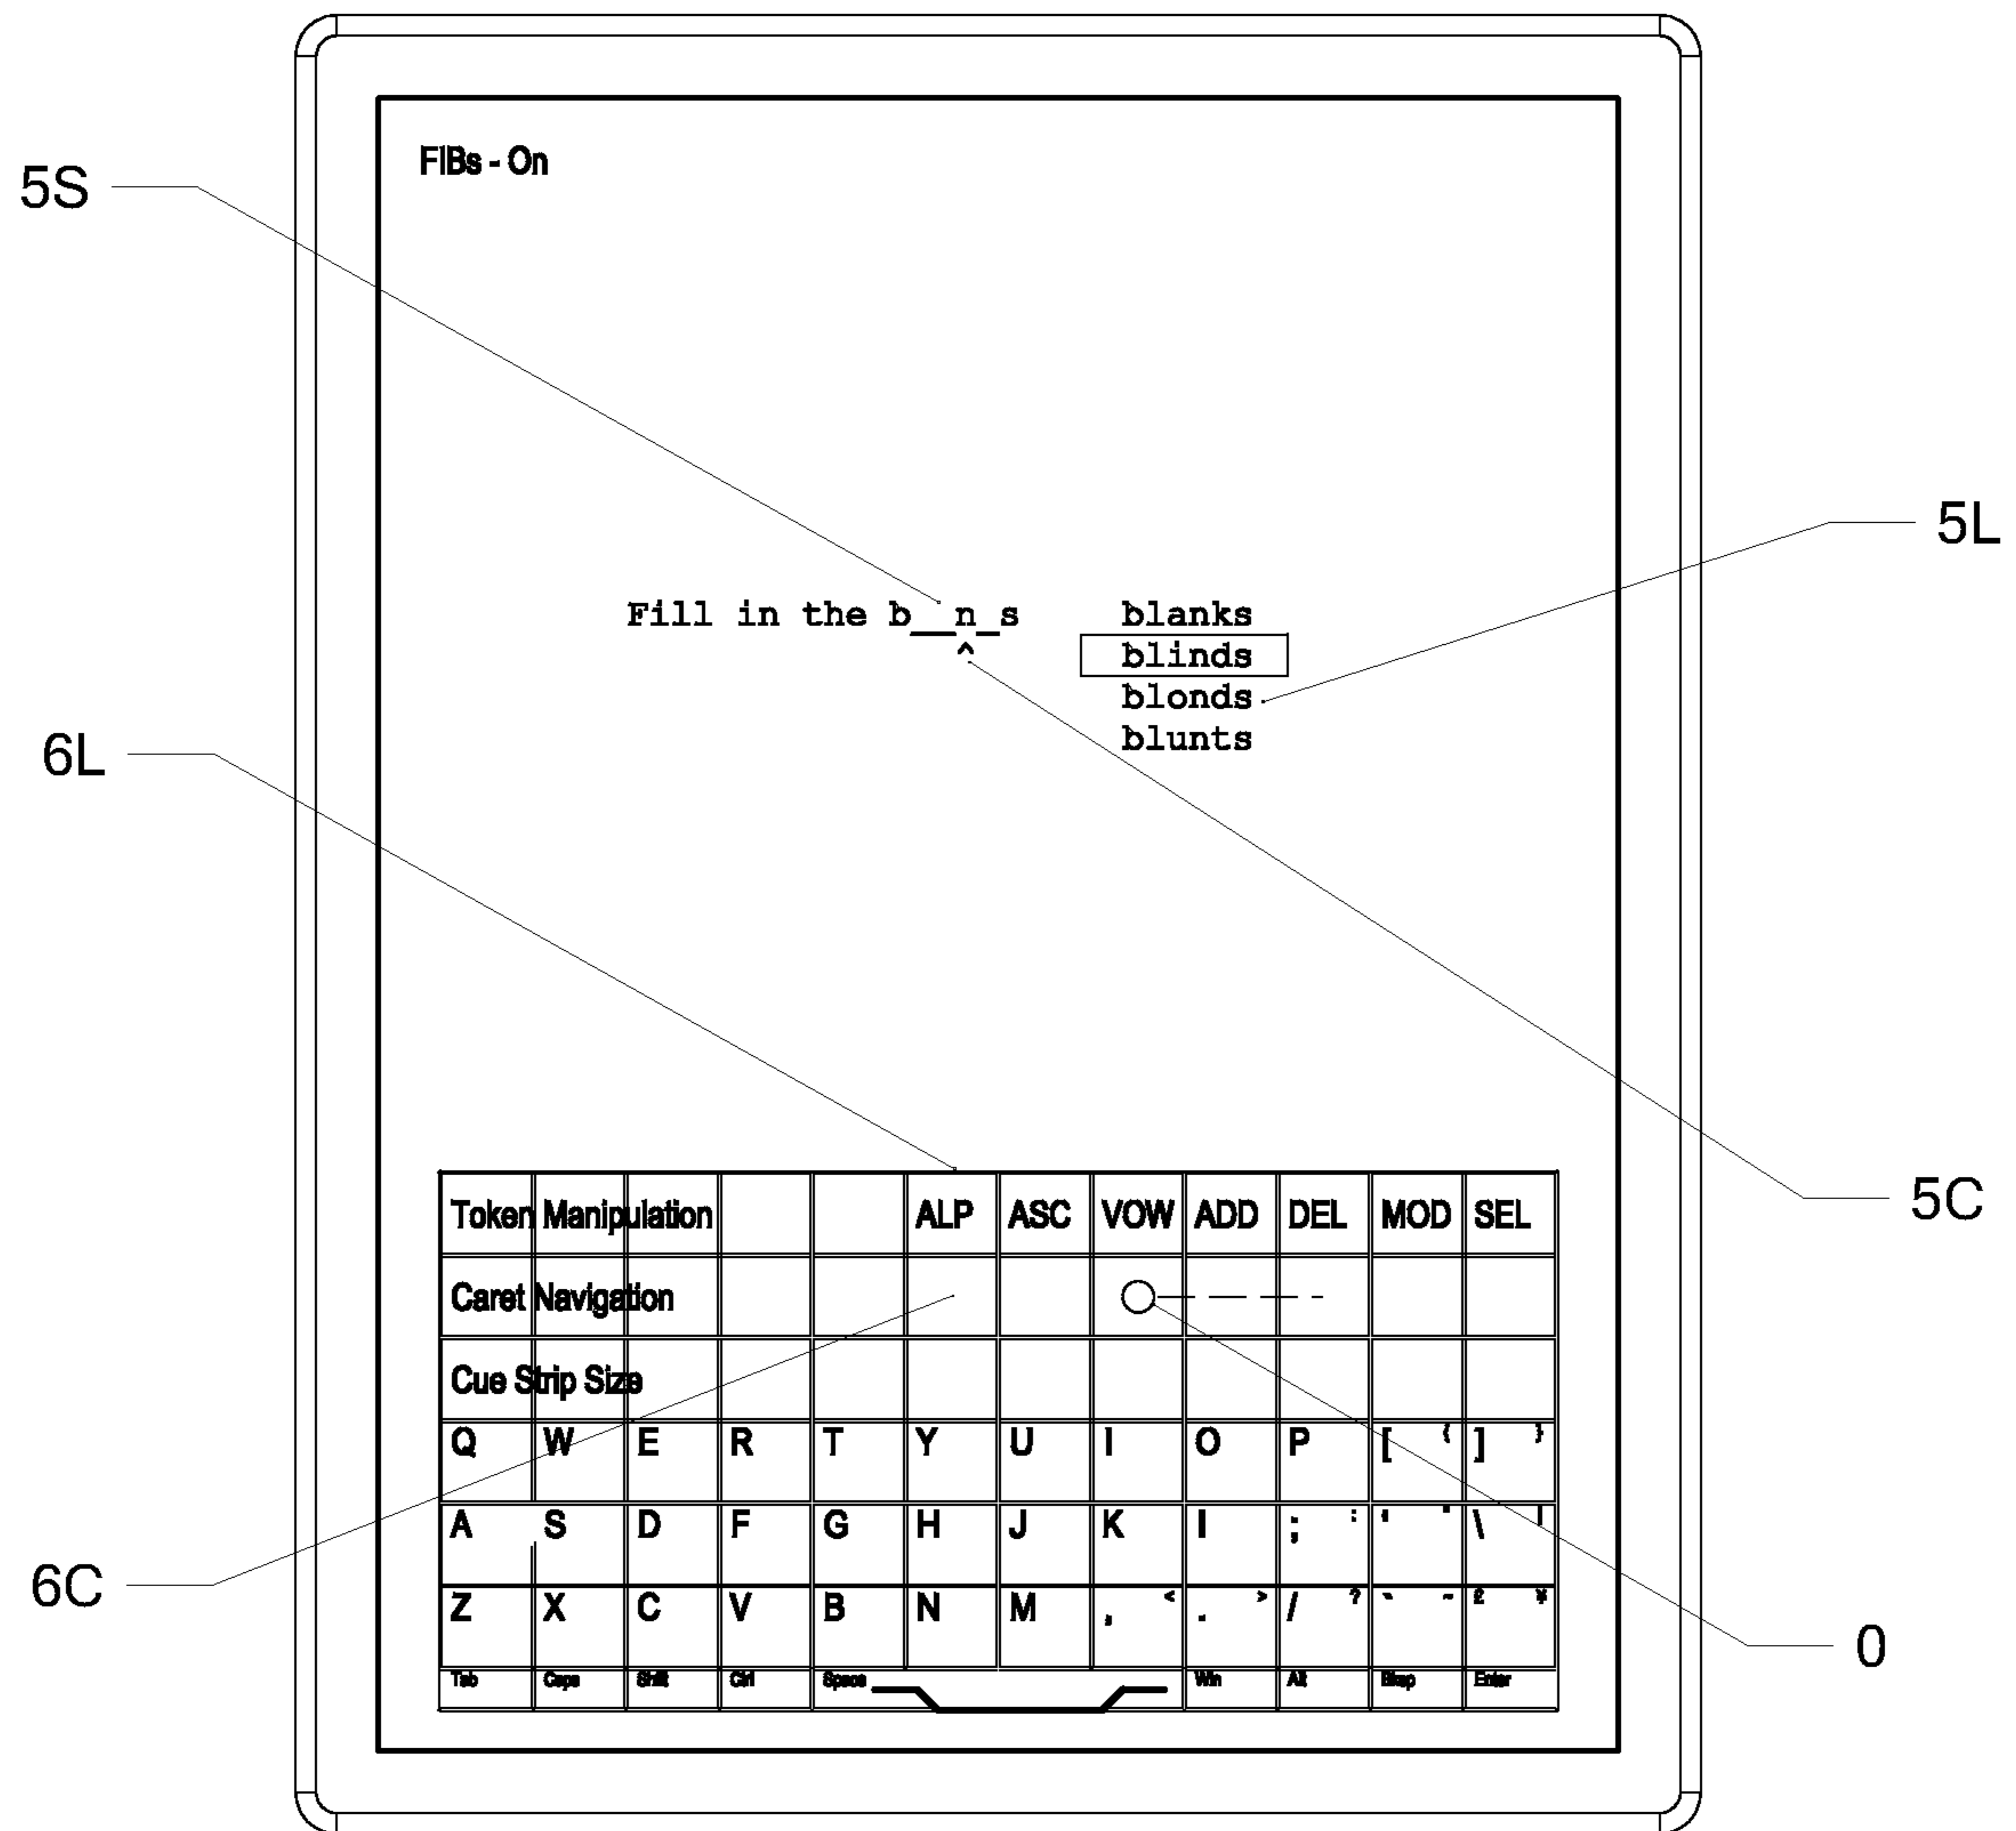 FIBs - On
5S
5L
Fill in the b__n_s blanks
^ blinds
blonds
blunts
6L
5C
Token Manipulation ALP ASC VOW ADD DEL MOD SEL
Caret Navigation
Cue Strip Size
Q W E R T Y U I O P [ { ] }
A S D F G H J K l ; : ' " \ |
Z X C V B N M , < . > / ? ` ~ £ ¥
Tab Caps Shift Ctrl Space Win Alt Bksp Enter
6C
0